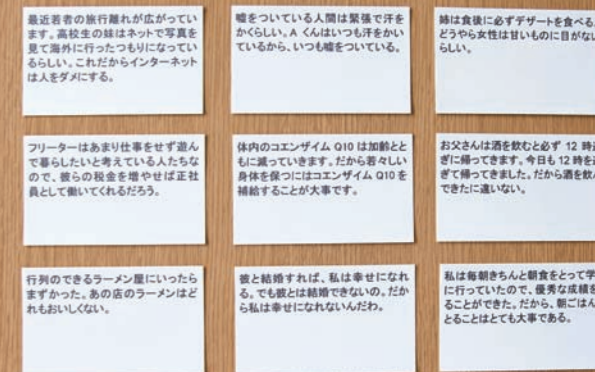 最近若者の旅行離れが広がってい
ます。高校生の妹はネットで写真を
見て海外に行ったつもりになってい
るらしい。これだからインターネット
は人をダメにする。
嘘をついている人間は緊張で汗を
かくらしい。A くんはいつも汗をかい
ているから、いつも嘘をついている。
姉は食後に必ずデザートを食べる。
どうやら女性は甘いものに目がない
らしい。
フリーターはあまり仕事をせず遊ん
で暮らしたいと考えている人たちな
ので、彼らの税金を増やせば正社
員として働いてくれるだろう。
体内のコエンザイム Q10 は加齢とと
もに減っていきます。だから若々しい
身体を保つにはコエンザイム Q10 を
補給することが大事です。
お父さんは酒を飲むと必ず 12 時
ぎに帰ってきます。今日も 12 時を
ぎて帰ってきました。だから酒を飲
できたに違いない。
行列のできるラーメン屋にいったら
まずかった。あの店のラーメンはど
れもおいしくない。
彼と結婚すれば、私は幸せになれ
る。でも彼とは結婚できないの。だか
ら私は幸せになれないんだわ。
私は毎朝きちんと朝食をとって学
に行っていたので、優秀な成績を
ることができた。だから、朝ごはん
とることはとても大事である。